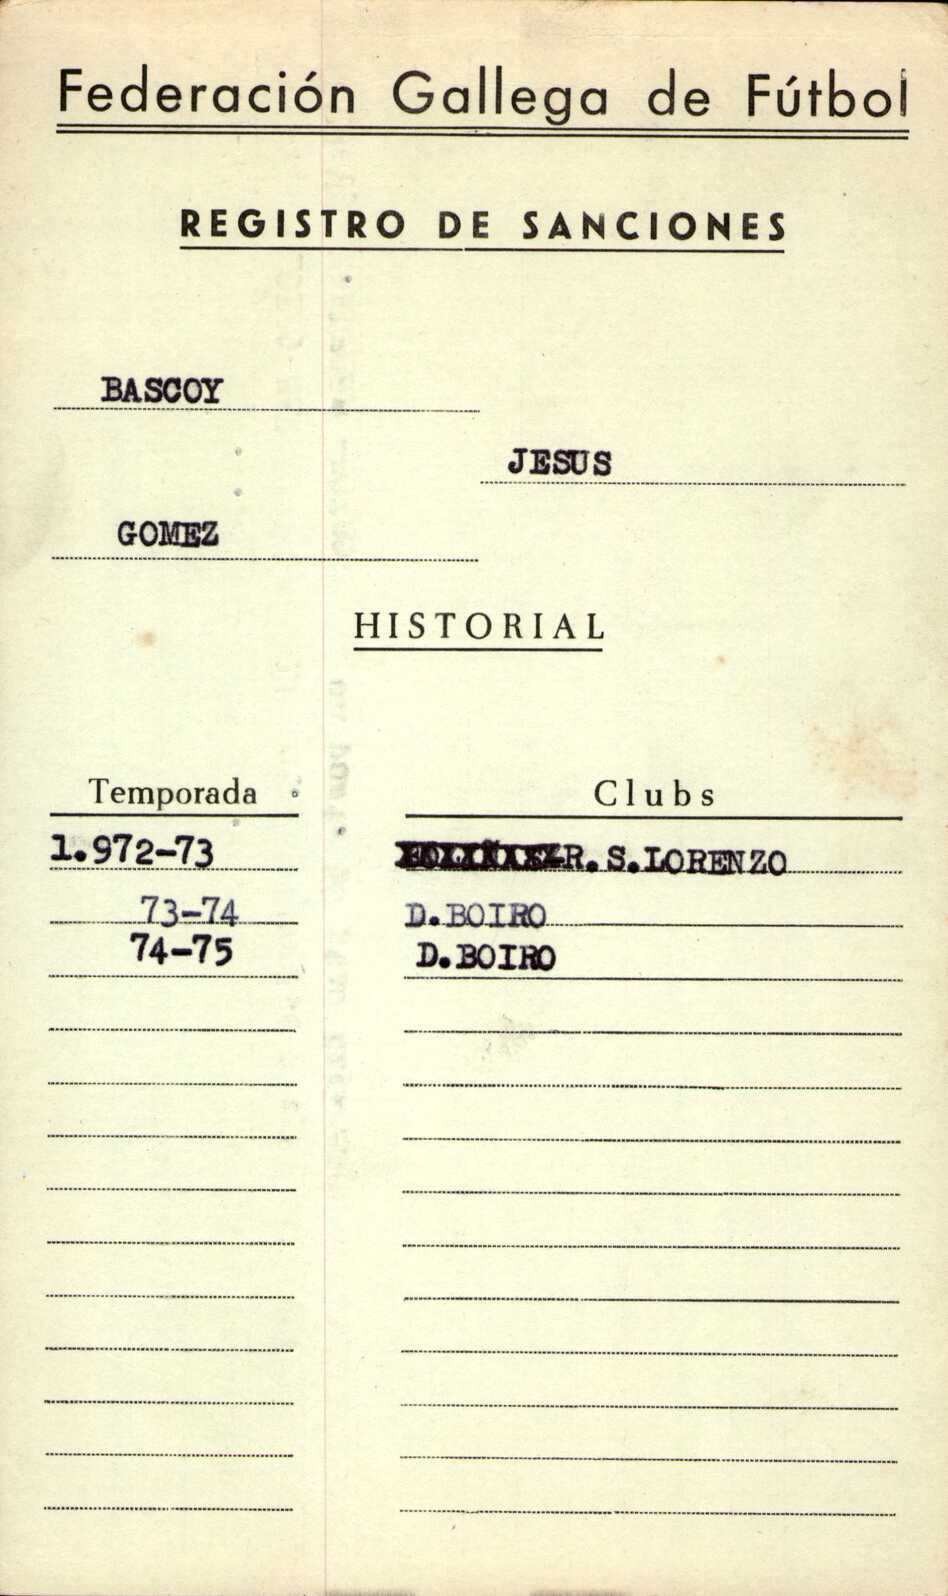 Federación Gallega de Fútbol
REGISTRO DE SANCIONES
BASCOY
JESUS
GOMEZ
HISTORIAL
Temporada Clubs
1.972-73 R.S.LORENZO
73-74 D.BOIRO
74-75 D.BOIRO